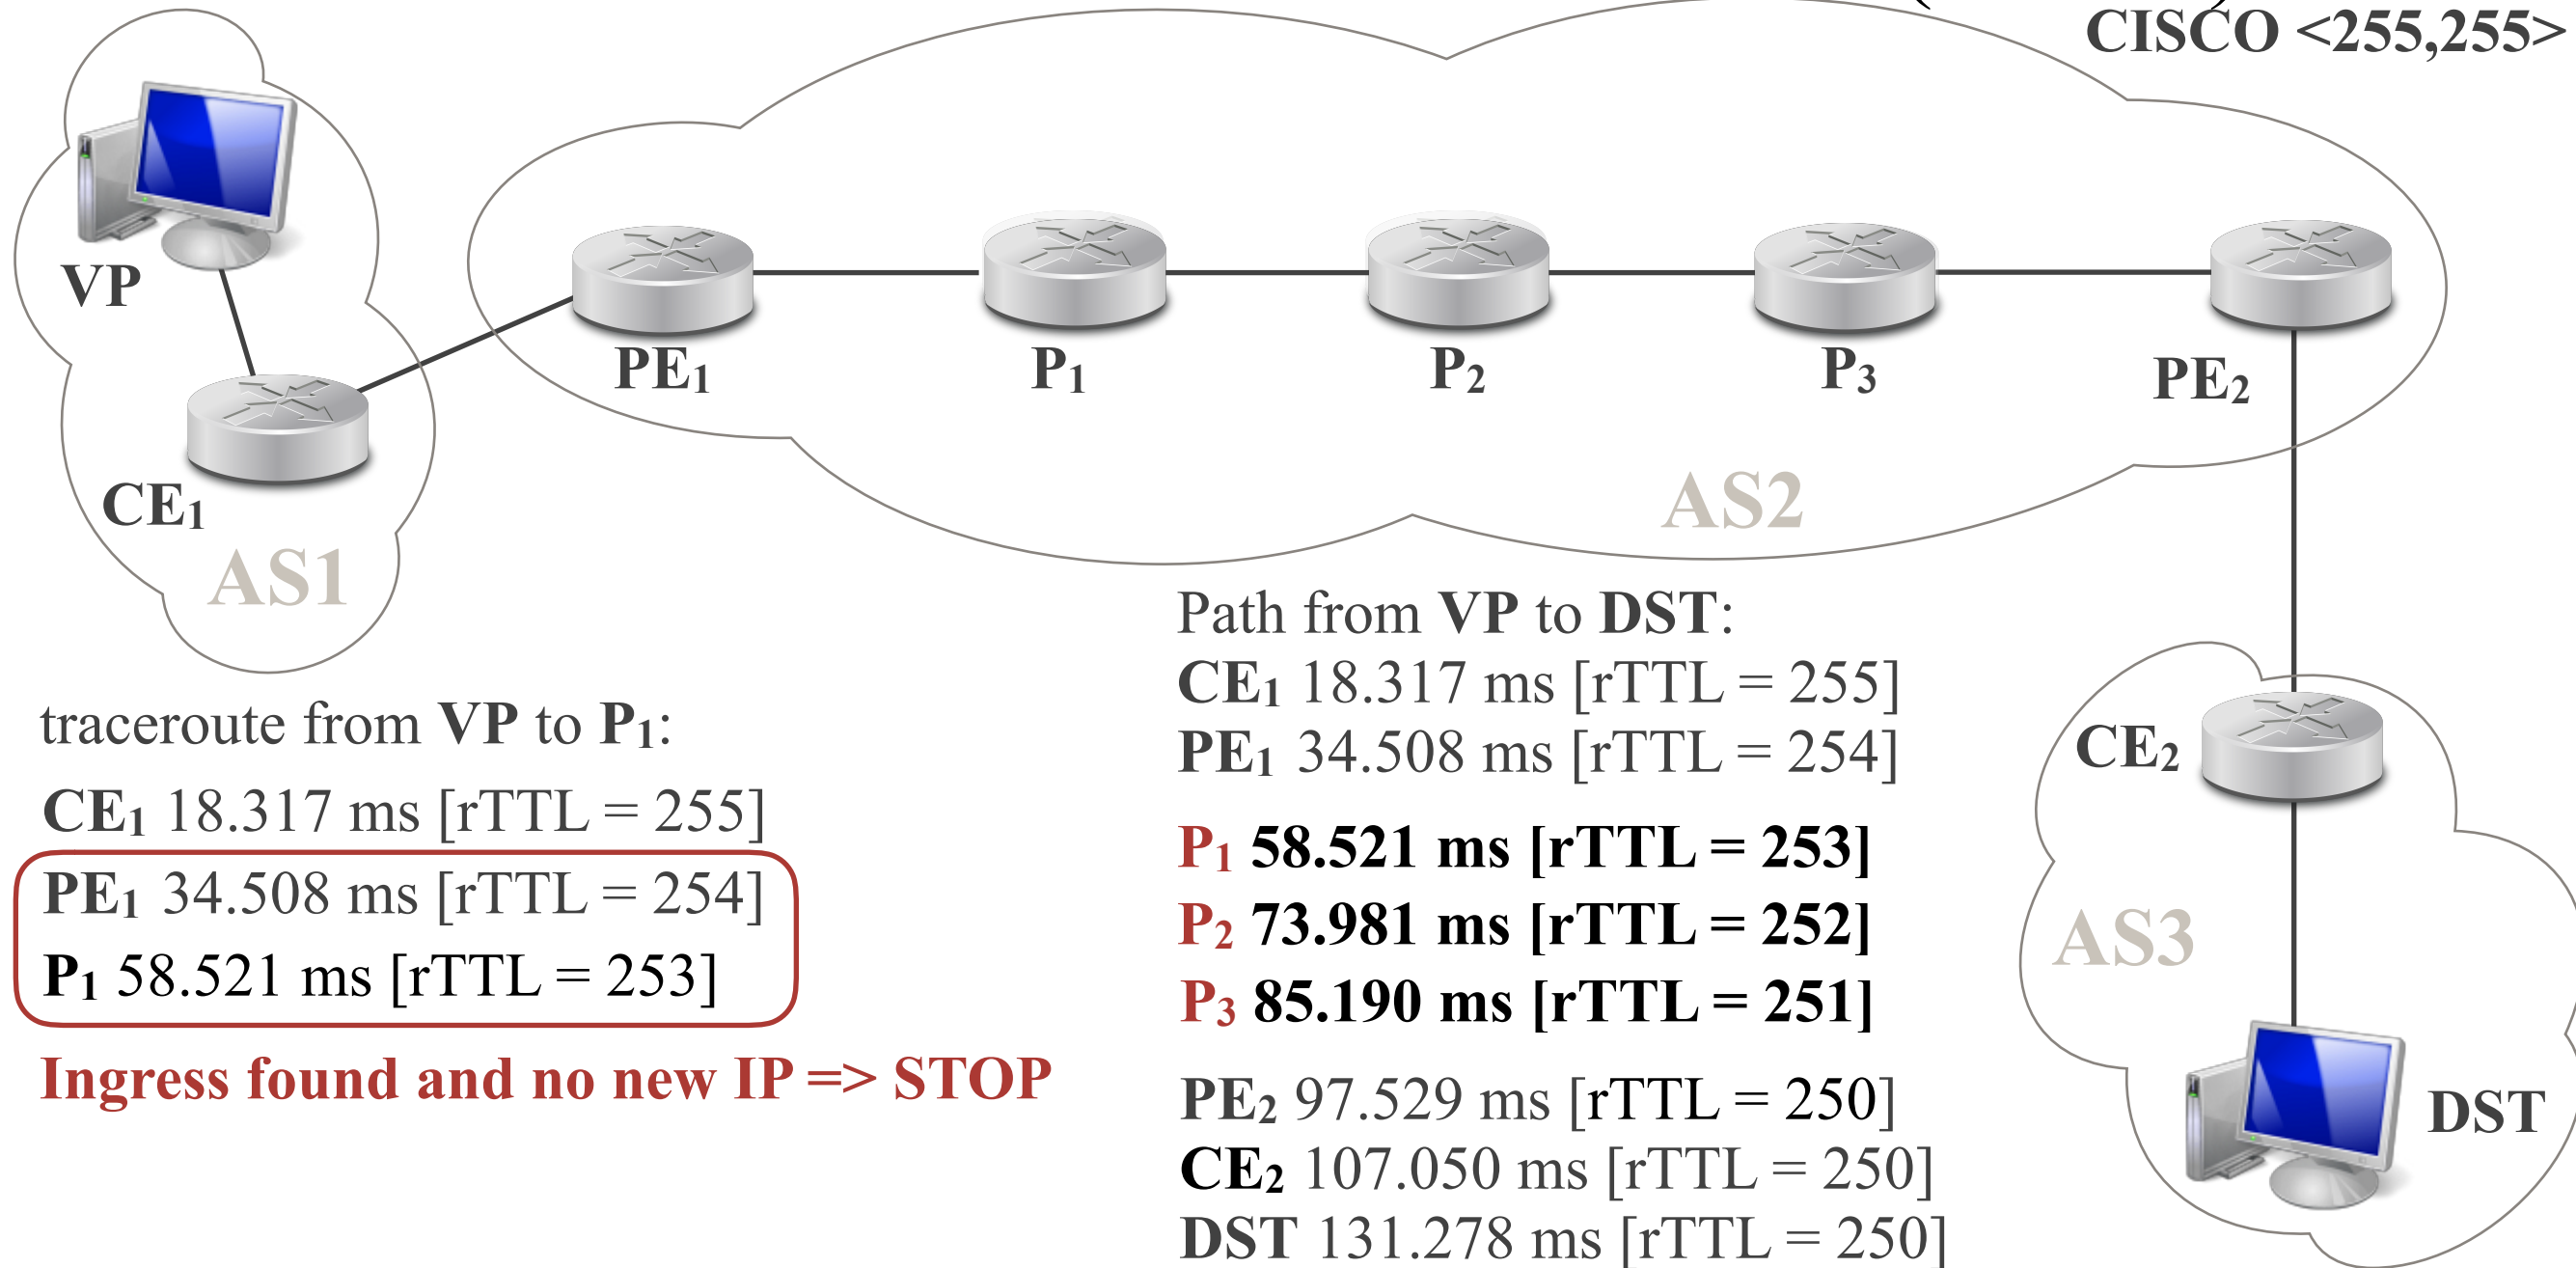 CISCO <255,255>
VP
PE₁
P₁
P₂
P₃
PE₂
CE₁
AS1
AS2
Path from VP to DST:
CE₁ 18.317 ms [rTTL = 255]
PE₁ 34.508 ms [rTTL = 254]
P₁ 58.521 ms [rTTL = 253]
P₂ 73.981 ms [rTTL = 252]
P₃ 85.190 ms [rTTL = 251]
PE₂ 97.529 ms [rTTL = 250]
CE₂ 107.050 ms [rTTL = 250]
DST 131.278 ms [rTTL = 250]
traceroute from VP to P₁:
CE₁ 18.317 ms [rTTL = 255]
PE₁ 34.508 ms [rTTL = 254]
P₁ 58.521 ms [rTTL = 253]
Ingress found and no new IP => STOP
CE₂
AS3
DST